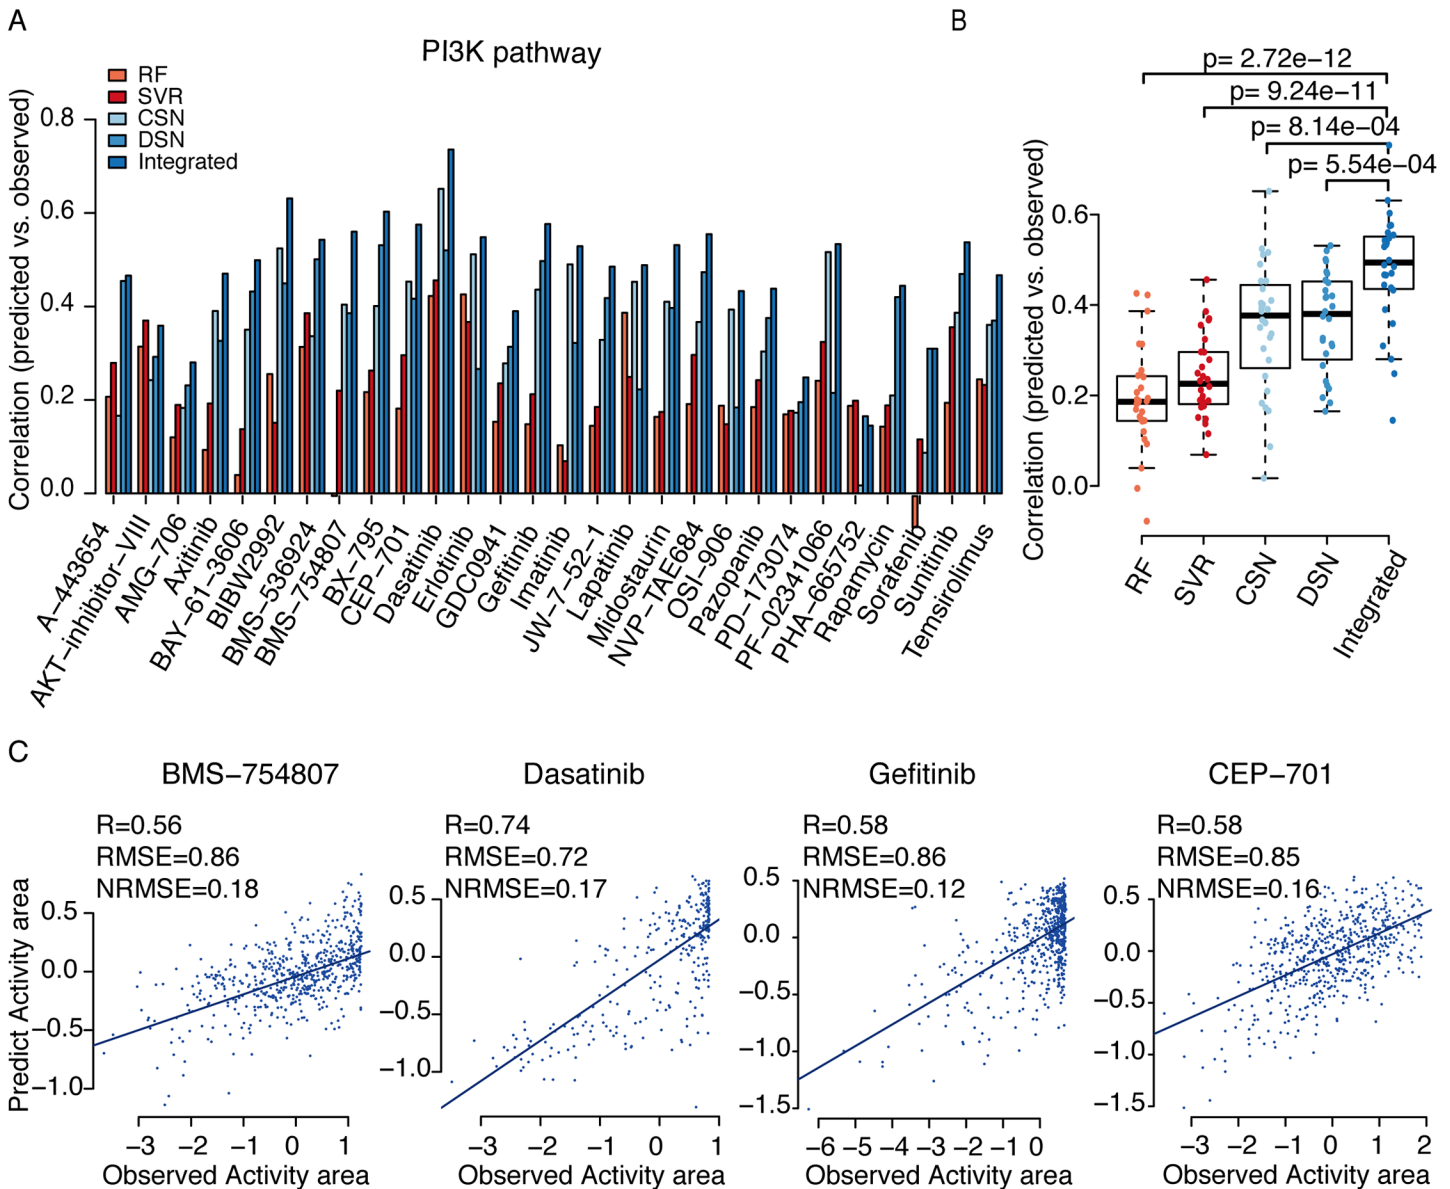 A
PI3K pathway
RF
SVR
CSN
DSN
Integrated
Correlation (predicted vs. observed)
0.8
0.6
0.4
0.2
0.0
A−443654
AKT−inhibitor−VIII
AMG−706
Axitinib
BAY−61−3606
BIBW2992
BMS−536924
BMS−754807
BX−795
CEP−701
Dasatinib
Erlotinib
GDC0941
Gefitinib
Imatinib
JW−7−52−1
Lapatinib
Midostaurin
NVP−TAE684
OSI−906
Pazopanib
PD−173074
PF−02341066
PHA−665752
Rapamycin
Sorafenib
Sunitinib
Temsirolimus
B
p= 2.72e−12
p= 9.24e−11
p= 8.14e−04
p= 5.54e−04
Correlation (predicted vs. observed)
0.6
0.4
0.2
0.0
RF
SVR
CSN
DSN
Integrated
C
BMS−754807
R=0.56
RMSE=0.86
NRMSE=0.18
Predict Activity area
0.5
0.0
−0.5
−1.0
−3 −2 −1 0 1
Observed Activity area
Dasatinib
R=0.74
RMSE=0.72
NRMSE=0.17
0.5
0.0
−0.5
−1.0
−3 −2 −1 0 1
Observed Activity area
Gefitinib
R=0.58
RMSE=0.86
NRMSE=0.12
0.5
0.0
−0.5
−1.0
−1.5
−6 −5 −4 −3 −2 −1 0
Observed Activity area
CEP−701
R=0.58
RMSE=0.85
NRMSE=0.16
0.5
0.0
−0.5
−1.0
−1.5
−3 −2 −1 0 1 2
Observed Activity area